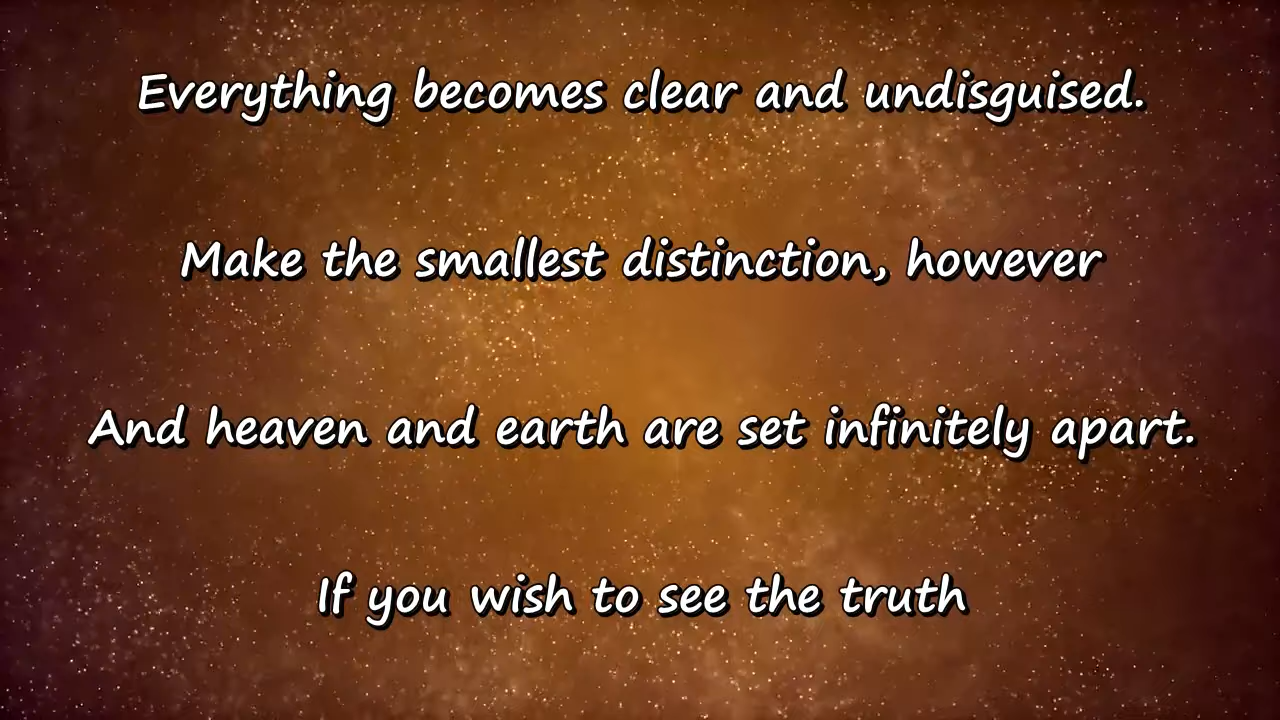 Everything becomes clear and undisguised.
Make the smallest distinction, however
And heaven and earth are set infinitely apart.
If you wish to see the truth